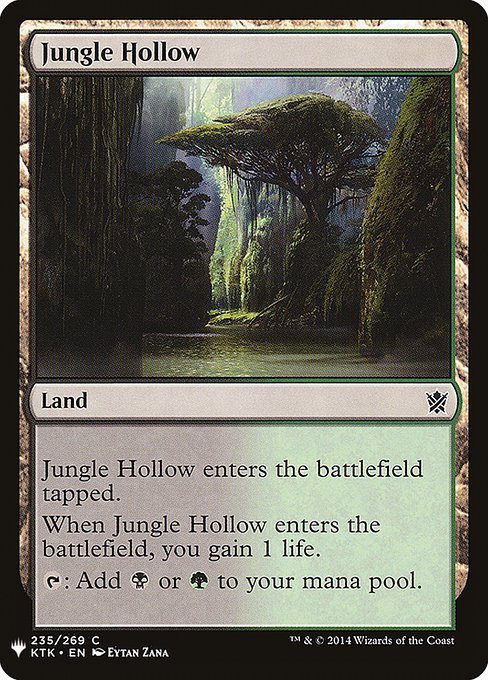 Jungle Hollow
Land
Jungle Hollow enters the battlefield
tapped.
When Jungle Hollow enters the
battlefield, you gain 1 life.
: Add or to your mana pool.
235/269 C
KTK • EN Eytan Zana
™ & © 2014 Wizards of the Coast